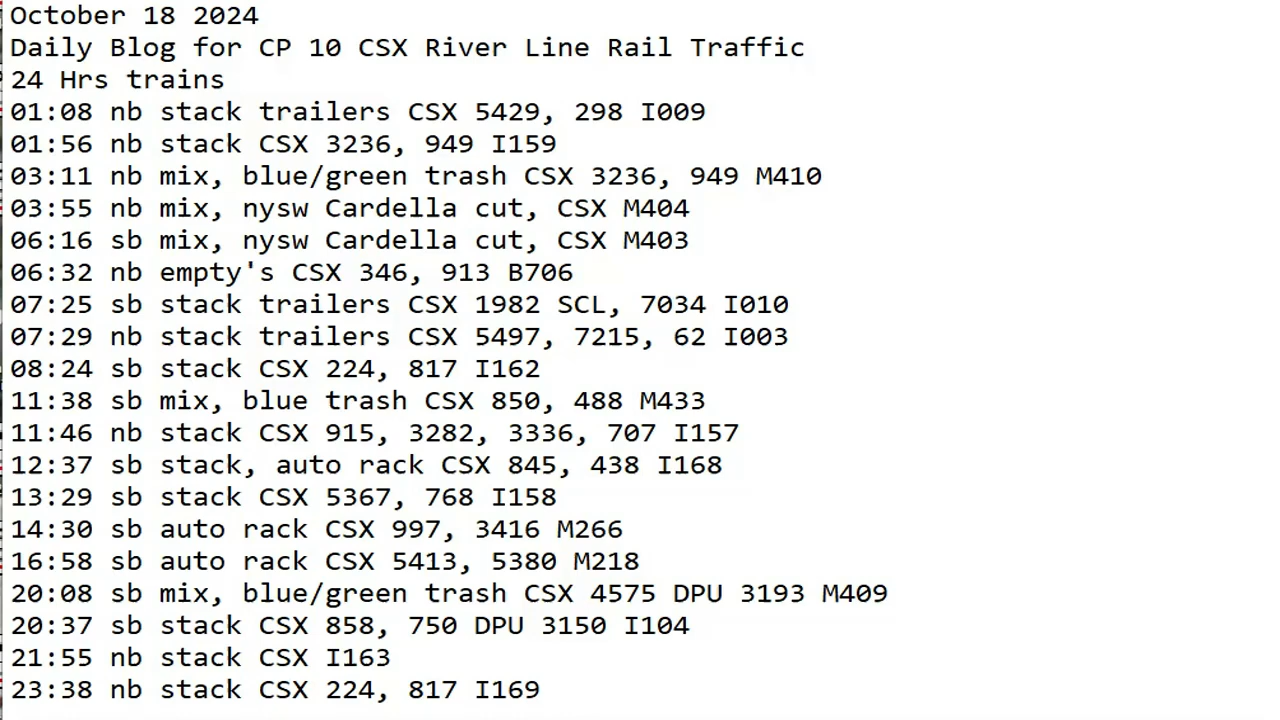 October 18 2024
Daily Blog for CP 10 CSX River Line Rail Traffic
24 Hrs trains
01:08 nb stack trailers CSX 5429, 298 I009
01:56 nb stack CSX 3236, 949 I159
03:11 nb mix, blue/green trash CSX 3236, 949 M410
03:55 nb mix, nysw Cardella cut, CSX M404
06:16 sb mix, nysw Cardella cut, CSX M403
06:32 nb empty's CSX 346, 913 B706
07:25 sb stack trailers CSX 1982 SCL, 7034 I010
07:29 nb stack trailers CSX 5497, 7215, 62 I003
08:24 sb stack CSX 224, 817 I162
11:38 sb mix, blue trash CSX 850, 488 M433
11:46 nb stack CSX 915, 3282, 3336, 707 I157
12:37 sb stack, auto rack CSX 845, 438 I168
13:29 sb stack CSX 5367, 768 I158
14:30 sb auto rack CSX 997, 3416 M266
16:58 sb auto rack CSX 5413, 5380 M218
20:08 sb mix, blue/green trash CSX 4575 DPU 3193 M409
20:37 sb stack CSX 858, 750 DPU 3150 I104
21:55 nb stack CSX I163
23:38 nb stack CSX 224, 817 I169